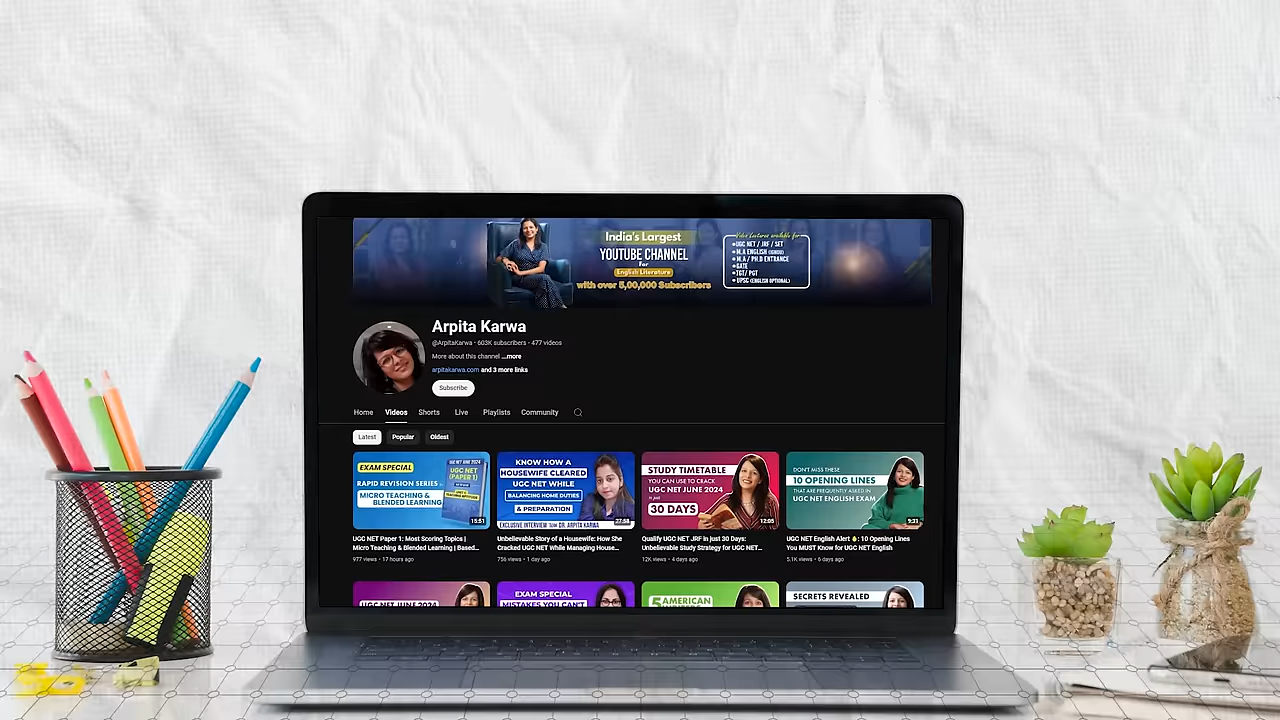 India's Largest
YOUTUBE CHANNEL
For
English Literature
with over 5,00,000 Subscribers
Video Lectures available for
UGC NET / JRF / SET
M.A ENGLISH (IGNOU)
M.A / PH.D ENTRANCE
GATE
TGT/ PGT
UPSC (ENGLISH OPTIONAL)
Arpita Karwa
@ArpitaKarwa • 603K subscribers • 477 videos
More about this channel ...more
arpitakarwa.com and 3 more links
Subscribe
Home Videos Shorts Live Playlists Community
Latest Popular Oldest
EXAM SPECIAL
RAPID REVISION SERIES
MICRO TEACHING &
BLENDED LEARNING
UGC NET
(PAPER 1)
15:51
UGC NET Paper 1: Most Scoring Topics |
Micro Teaching & Blended Learning | Based...
977 views • 17 hours ago
KNOW HOW A
HOUSEWIFE CLEARED
UGC NET WHILE
BALANCING HOME DUTIES
& PREPARATION
EXCLUSIVE INTERVIEW With DR. ARPITA KARWA
27:58
Unbelievable Story of a Housewife: How She
Cracked UGC NET While Managing House...
756 views • 1 day ago
STUDY TIMETABLE
YOU CAN USE TO CRACK
UGC NET JUNE 2024
in just
30 DAYS
12:05
Qualify UGC NET JRF in just 30 Days:
Unbelievable Study Strategy for UGC NET...
12K views • 4 days ago
DON'T MISS THESE
10 OPENING LINES
THAT ARE FREQUENTLY ASKED IN
UGC NET ENGLISH EXAM
9:31
UGC NET English Alert 🔥: 10 Opening Lines
You MUST Know for UGC NET English
5.1K views • 6 days ago
UGC NET JUNE 2024
EXAM SPECIAL
MISTAKES YOU CAN'T
5 AMERICAN
WRITERS
SECRETS REVEALED